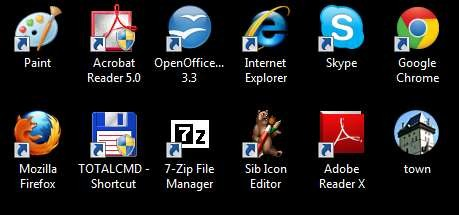 Paint
Acrobat
Reader 5.0
OpenOffice...
3.3
Internet
Explorer
Skype
Google
Chrome
7z
Mozilla
Firefox
TOTALCMD -
Shortcut
7-Zip File
Manager
Sib Icon
Editor
Adobe
Reader X
town